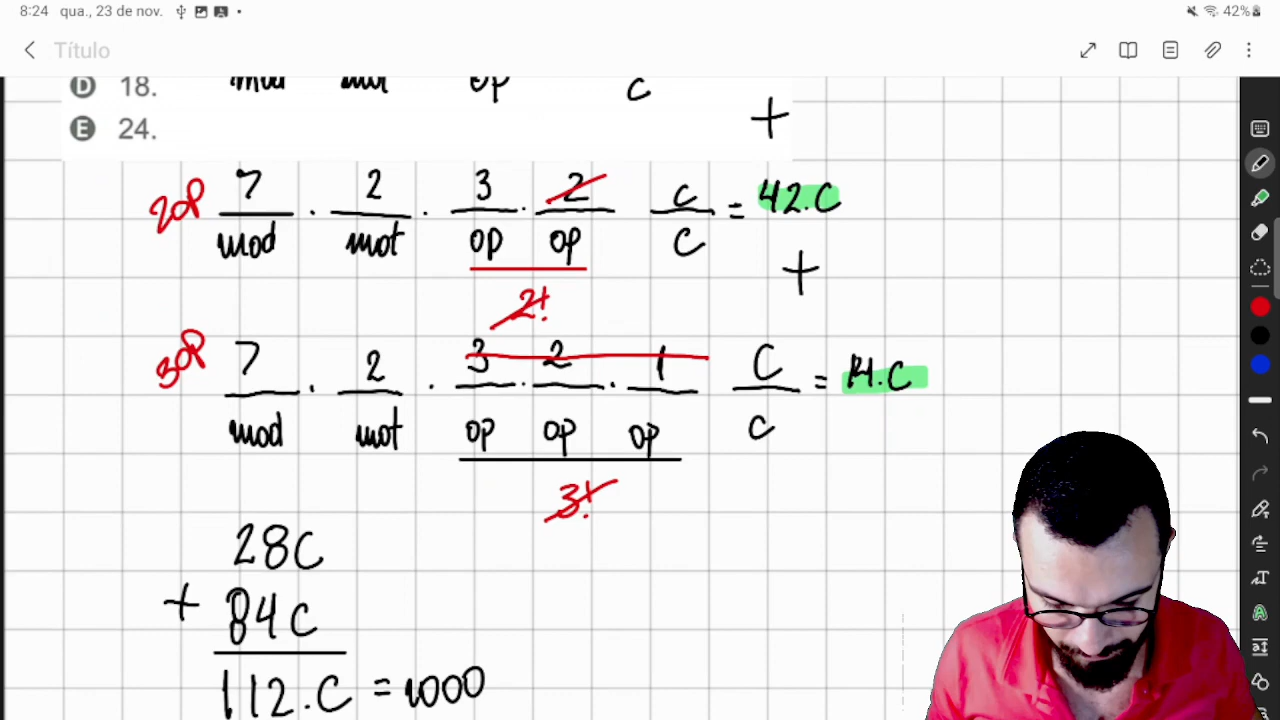 8:24 qua., 23 de nov. 42%
Título
D 18. mod mot op c
E 24. +
2OP 7/mod . 2/mot . 3/op . 2/op c/C = 42.C
2! +
3OP 7/mod . 2/mot . 3/op . 2/op . 1/op C/c = 14.C
3!
28C
+ 84C
112.C = 1000